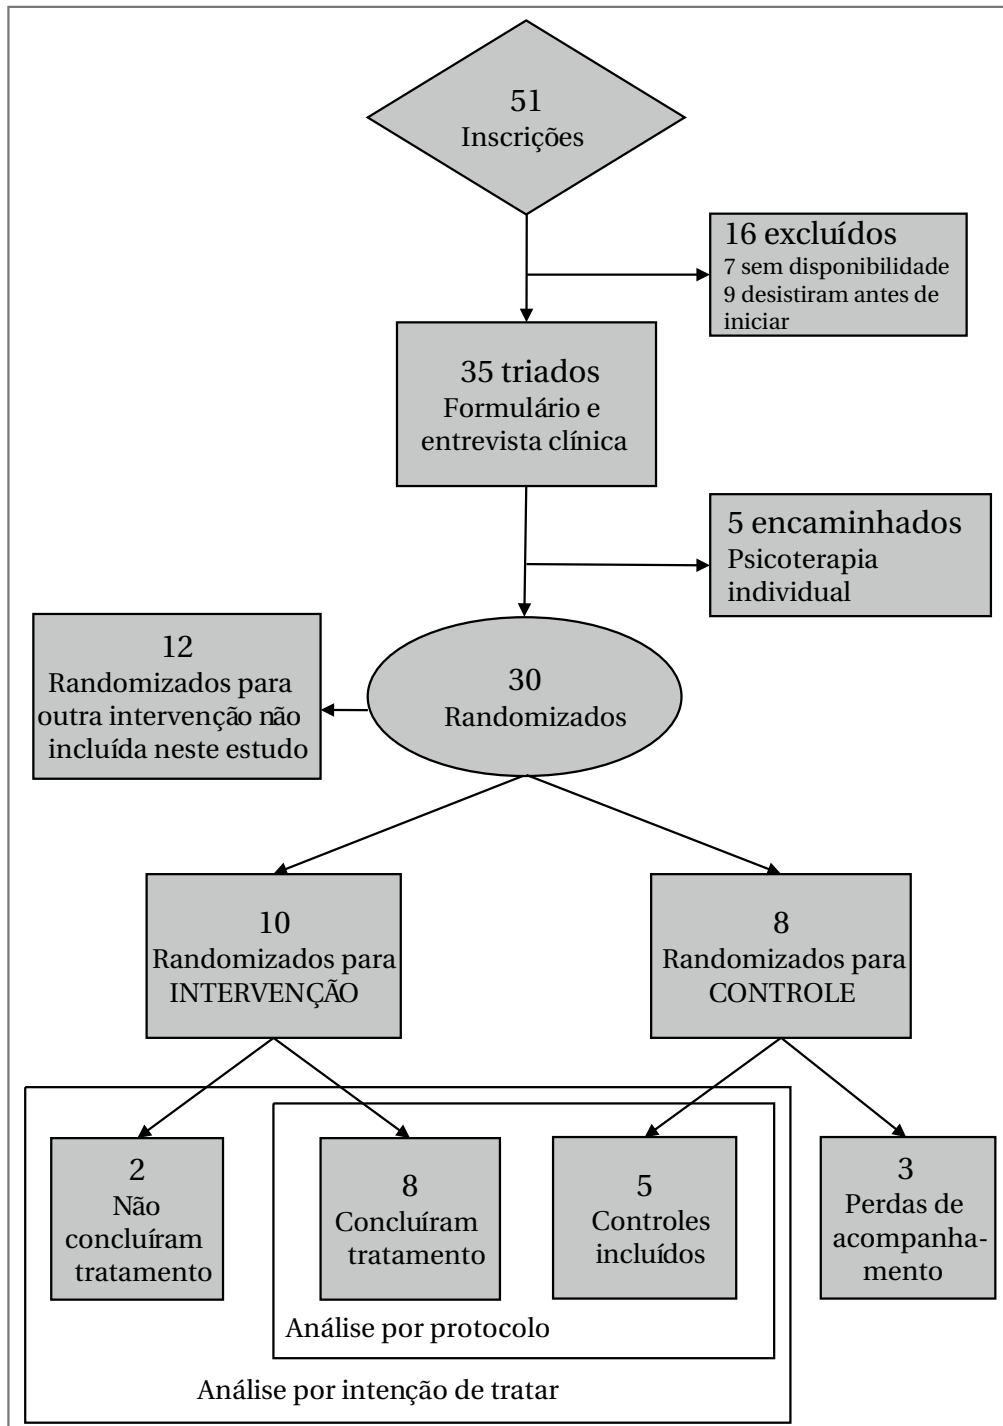 51
Inscrições
16 excluídos
7 sem disponibilidade
9 desistiram antes de
iniciar
35 triados
Formulário e
entrevista clínica
5 encaminhados
Psicoterapia
individual
12
Randomizados para
outra intervenção não
incluída neste estudo
30
Randomizados
10
Randomizados para
INTERVENÇÃO
8
Randomizados para
CONTROLE
2
Não
concluíram
tratamento
8
Concluíram
tratamento
5
Controles
incluídos
3
Perdas de
acompanha-
mento
Análise por protocolo
Análise por intenção de tratar